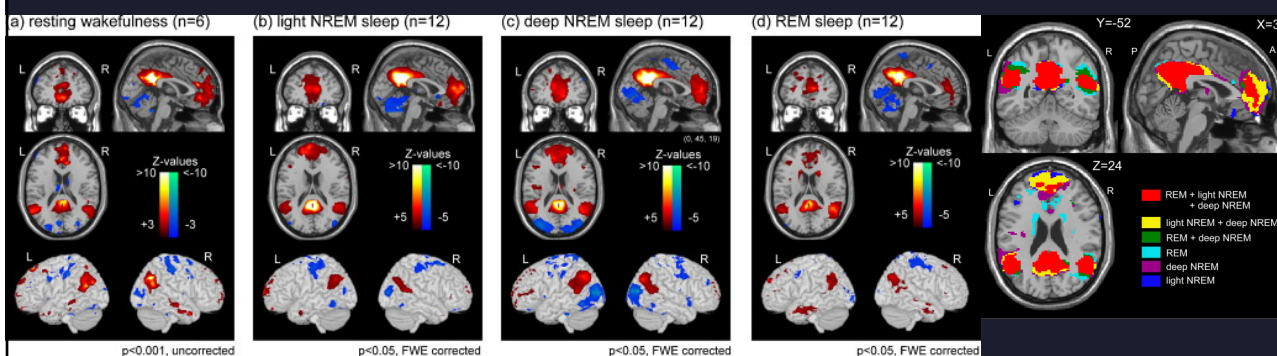 (a) resting wakefulness (n=6)
L
R
Z-values
>10
<-10
+3
-3
L
R
L
R
p<0.001, uncorrected
(b) light NREM sleep (n=12)
L
R
Z-values
>10
<-10
+5
-5
L
R
L
R
p<0.05, FWE corrected
(c) deep NREM sleep (n=12)
L
R
(0, 45, 19)
Z-values
>10
<-10
+5
-5
L
R
L
R
p<0.05, FWE corrected
(d) REM sleep (n=12)
L
R
Z-values
>10
<-10
+5
-5
L
R
L
R
p<0.05, FWE corrected
Y=-52
L
R
X=3
P
A
Z=24
L
R
REM + light NREM
+ deep NREM
light NREM + deep NREM
REM + deep NREM
REM
deep NREM
light NREM